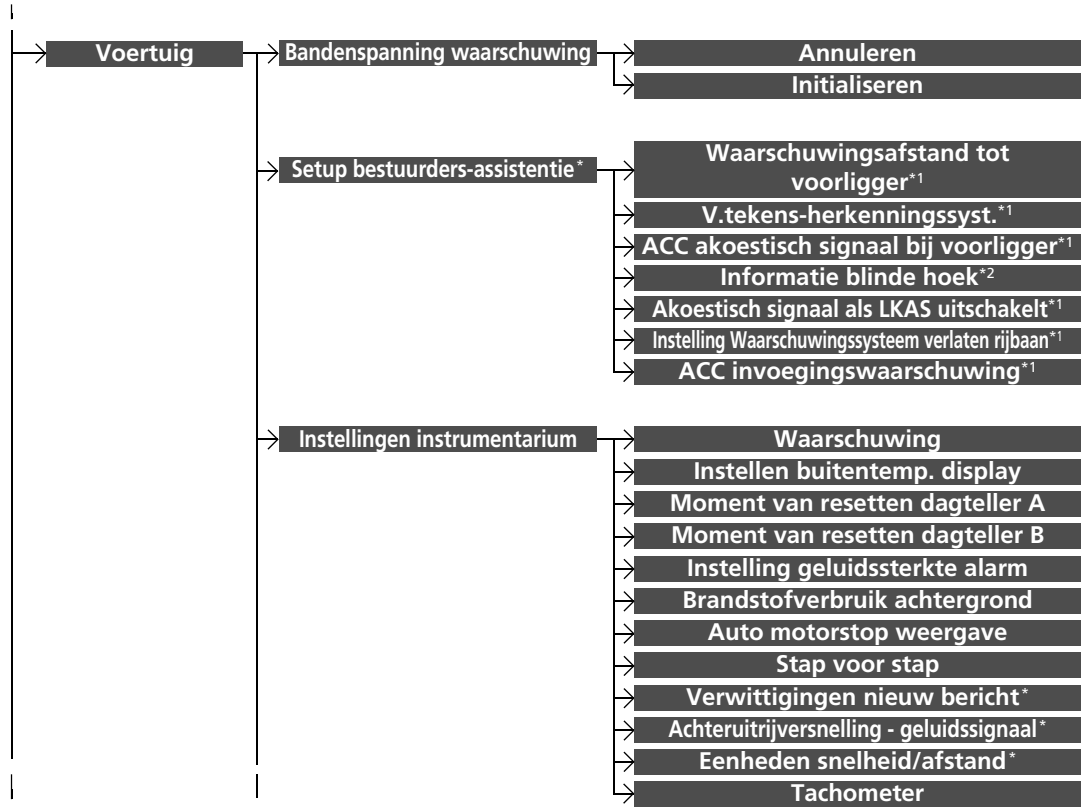 Voertuig
Bandenspanning waarschuwing
Annuleren
Initialiseren
Setup bestuurders-assistentie*
Waarschuwingsafstand tot
voorligger*1
V.tekens-herkenningssyst.*1
ACC akoestisch signaal bij voorligger*1
Informatie blinde hoek*2
Akoestisch signaal als LKAS uitschakelt*1
Instelling Waarschuwingssysteem verlaten rijbaan*1
ACC invoegingswaarschuwing*1
Instellingen instrumentarium
Waarschuwing
Instellen buitentemp. display
Moment van resetten dagteller A
Moment van resetten dagteller B
Instelling geluidssterkte alarm
Brandstofverbruik achtergrond
Auto motorstop weergave
Stap voor stap
Verwittigingen nieuw bericht*
Achteruitrijversnelling - geluidssignaal*
Eenheden snelheid/afstand*
Tachometer